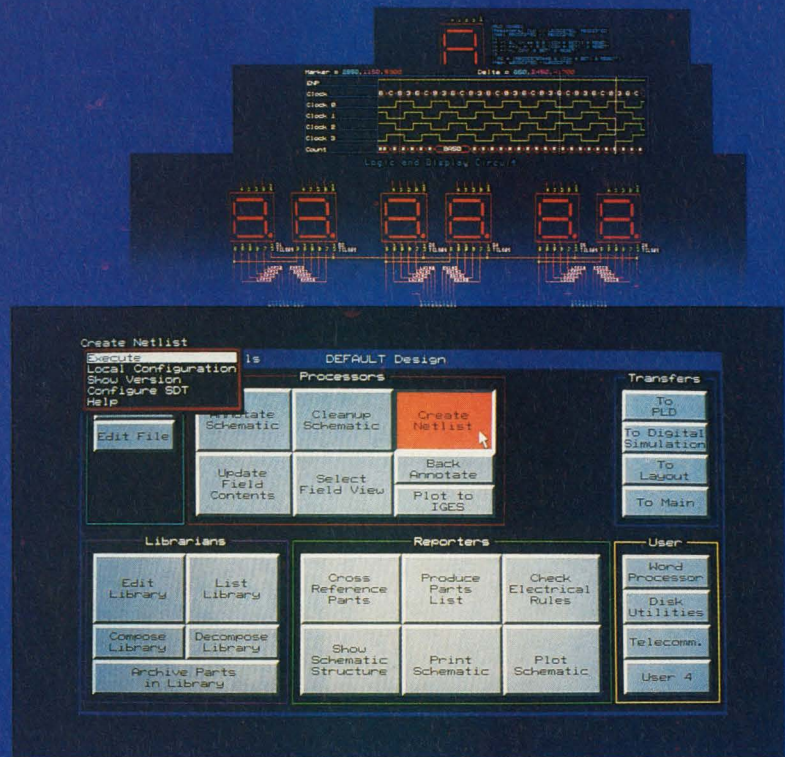 Marker =
Delta =
Clock
Clock 0
Clock 1
Clock 2
Clock 3
Count
BASD
Logic and Display Circuit
Create Netlist
Execute
Local Configuration
Show Version
Configure SDT
Help
ls
DEFAULT Design
Edit File
Processors
Annotate
Schematic
Cleanup
Schematic
Create
Netlist
Update
Field
Contents
Select
Field View
Back
Annotate
Plot to
IGES
Transfers
To
PLD
To Digital
Simulation
To
Layout
To Main
Librarians
Edit
Library
List
Library
Compose
Library
Decompose
Library
Archive Parts
in Library
Reporters
Cross
Reference
Parts
Produce
Parts
List
Check
Electrical
Rules
Show
Schematic
Structure
Print
Schematic
Plot
Schematic
User
Word
Processor
Disk
Utilities
Telecomm.
User 4